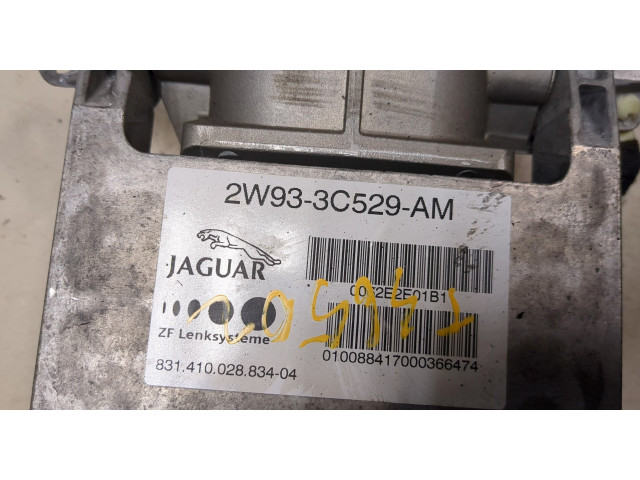 2W93-3C529-AM
JAGUAR
ZF Lenksysteme
831.410.028.834-04
010088417000366474